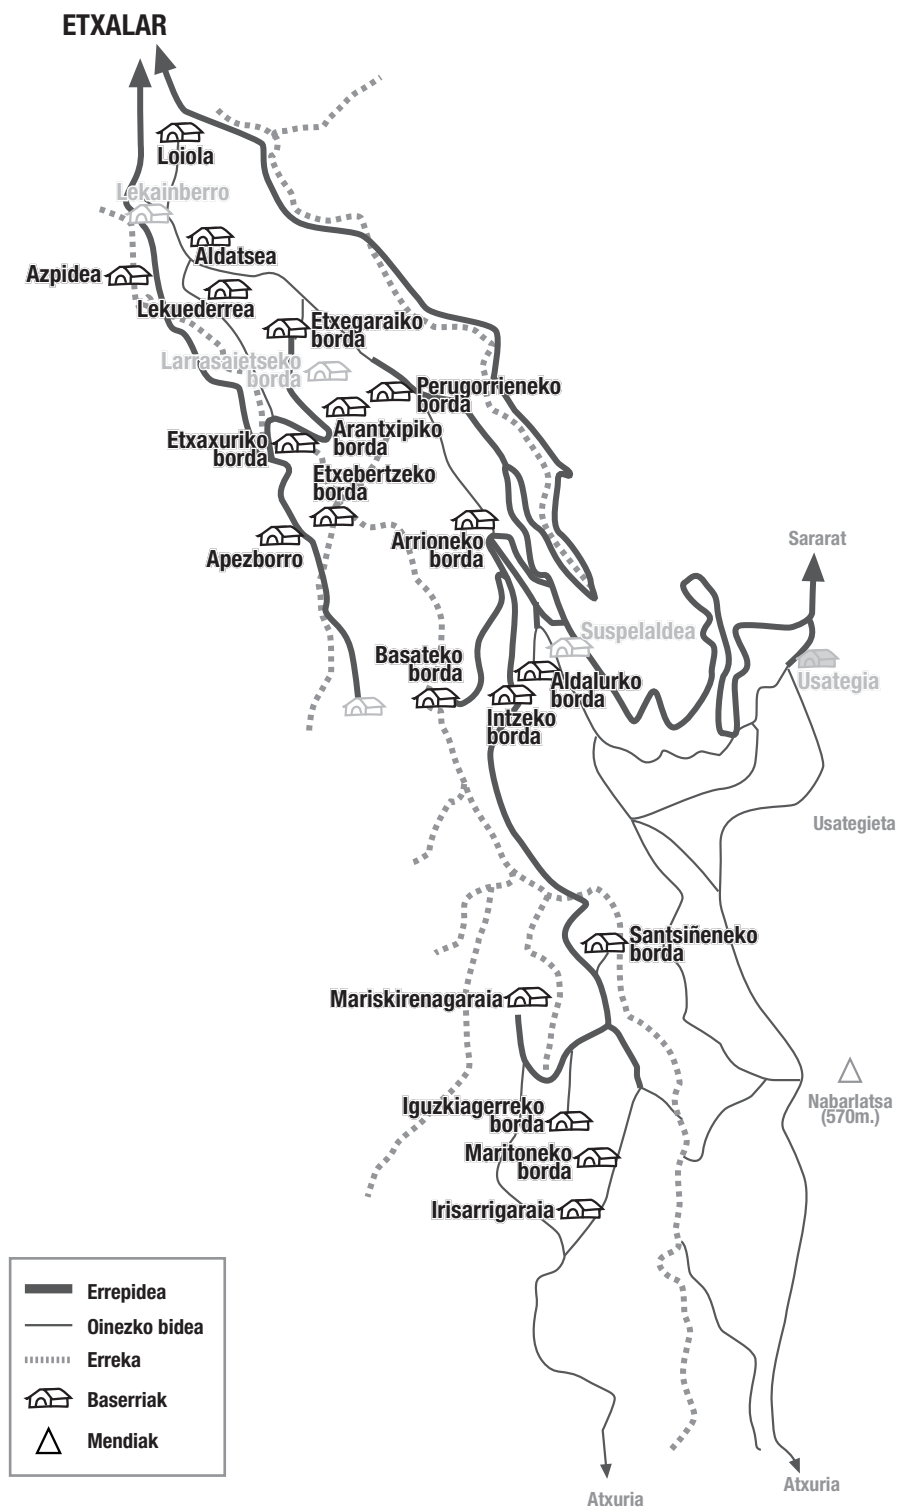 ETXALAR
Loiola
Lekainberro
Aldatsea
Azpidea
Lekuederrea
Etxegaraiko
borda
Larrasaietseko
borda
Perugorrieneko
borda
Arantxipiko
borda
Etxaxuriko
borda
Etxebertzeko
borda
Arrioneko
borda
Apezborro
Sararat
Suspelaldea
Usategia
Basateko
borda
Aldalurko
borda
Intzeko
borda
Usategieta
Santsiñeneko
borda
Mariskirenagaraia
Nabarlatsa
(570m.)
Iguzkiagerreko
borda
Maritoneko
borda
Irisarrigaraia
Errepidea
Oinezko bidea
Erreka
Baserriak
Mendiak
Atxuria
Atxuria